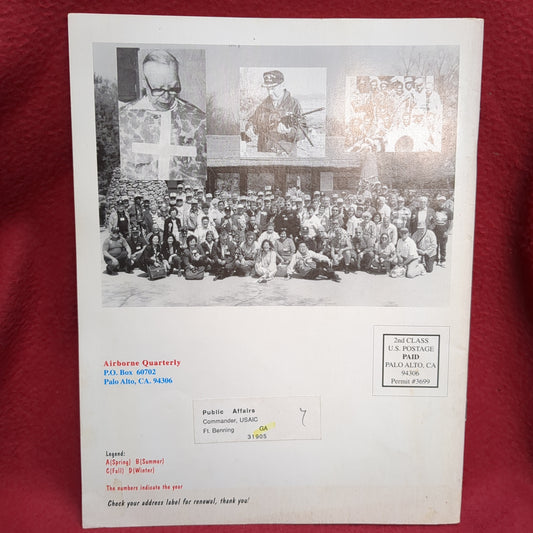 2nd CLASS
U.S. POSTAGE
PAID
PALO ALTO, CA
94306
Permit #3699
Airborne Quarterly
P.O. Box 60702
Palo Alto, CA. 94306
Public Affairs
Commander, USAIC
Ft. Benning GA
31905
7
Legend:
A(Spring) B(Summer)
C(Fall) D(Winter)
The numbers indicate the year
Check your address label for renewal, thank you!